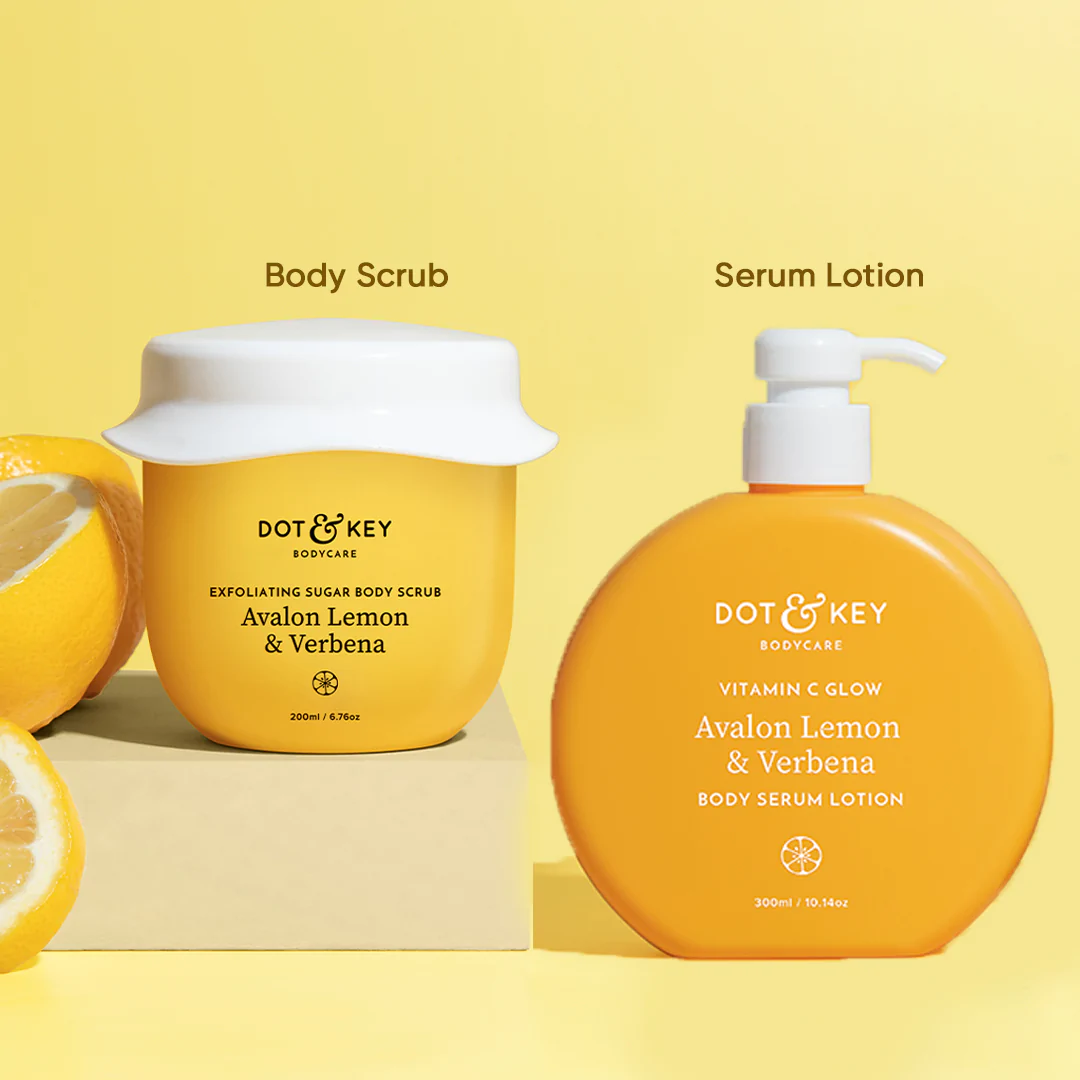 Body Scrub
DOT & KEY
BODYCARE
EXFOLIATING SUGAR BODY SCRUB
Avalon Lemon
& Verbena
200ml / 6.76oz
Serum Lotion
DOT & KEY
BODYCARE
VITAMIN C GLOW
Avalon Lemon
& Verbena
BODY SERUM LOTION
300ml / 10.14oz